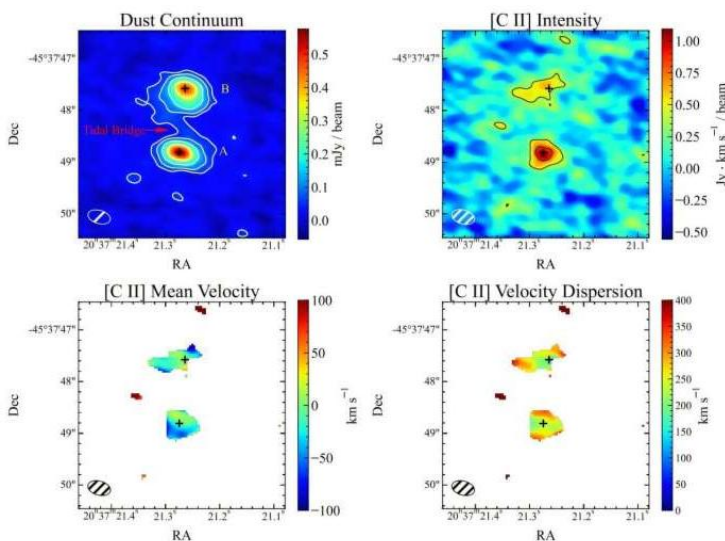 Dust Continuum
-45°37'47"
48"
49"
50"
Dec
B
Tidal Bridge
A
20ʰ37ᵐ21.4ˢ
21.3ˢ
21.2ˢ
21.1ˢ
RA
0.5
0.4
0.3
0.2
0.1
0.0
mJy / beam
[C II] Intensity
-45°37'47"
48"
49"
50"
Dec
20ʰ37ᵐ21.4ˢ
21.3ˢ
21.2ˢ
21.1ˢ
RA
1.00
0.75
0.50
0.25
0.00
−0.25
−0.50
Jy · km s⁻¹ / beam
[C II] Mean Velocity
-45°37'47"
48"
49"
50"
Dec
20ʰ37ᵐ21.4ˢ
21.3ˢ
21.2ˢ
21.1ˢ
RA
100
50
0
−50
−100
km s⁻¹
[C II] Velocity Dispersion
-45°37'47"
48"
49"
50"
Dec
20ʰ37ᵐ21.4ˢ
21.3ˢ
21.2ˢ
21.1ˢ
RA
400
350
300
250
200
150
100
50
0
km s⁻¹